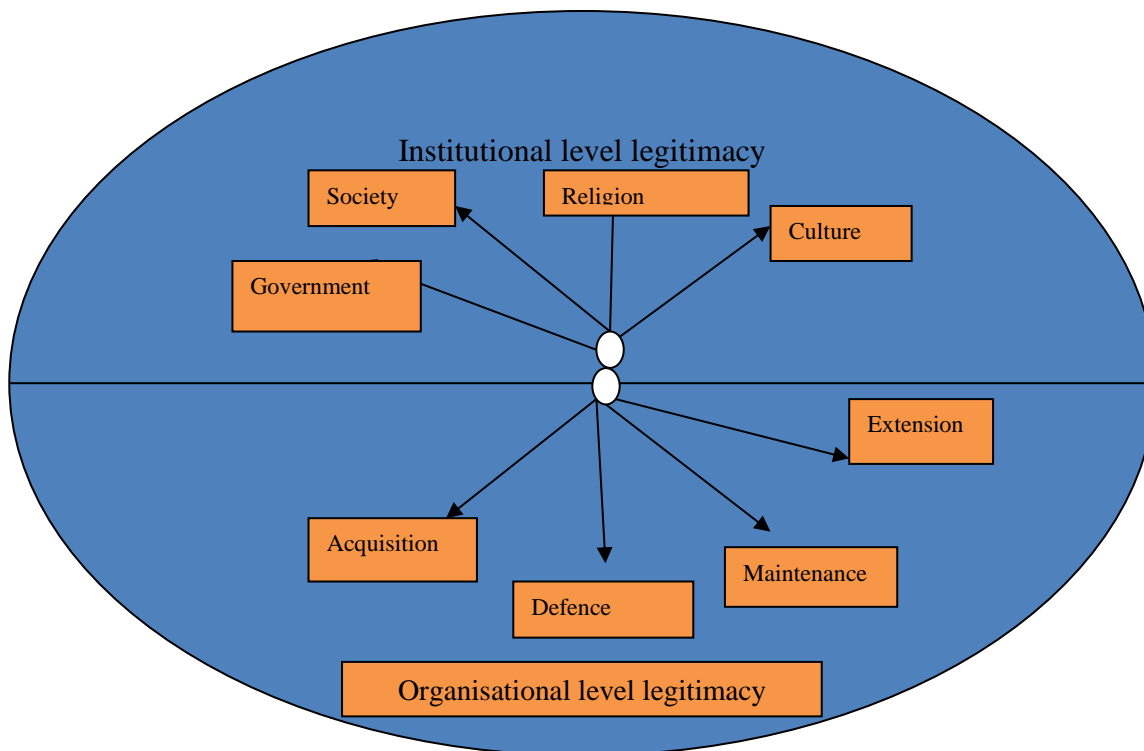 Institutional level legitimacy
Society
Religion
Culture
Government
Extension
Acquisition
Maintenance
Defence
Organisational level legitimacy